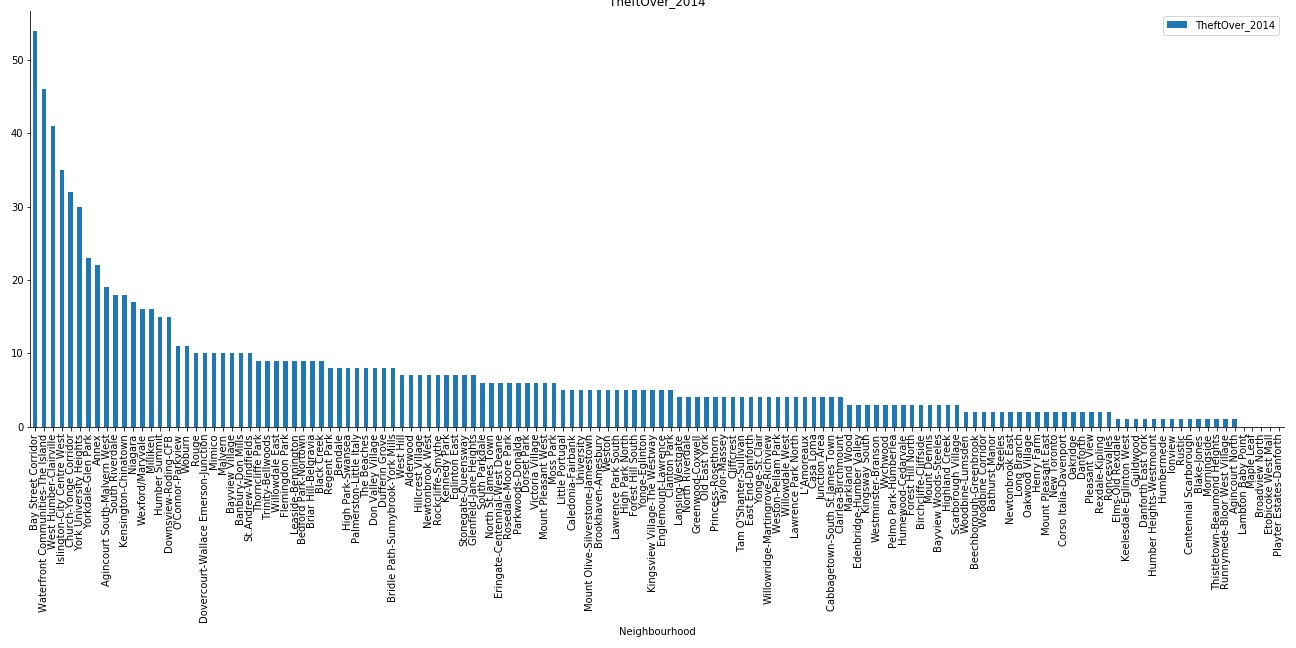 TheftOver_2014
TheftOver_2014
50
40
30
20
10
0
Bay Street Corridor
Waterfront Communities-The Island
West Humber-Clairville
Islington-City Centre West
Church-Yonge Corridor
York University Heights
Yorkdale-Glen Park
Annex
Agincourt South-Malvern West
South Riverdale
Kensington-Chinatown
Niagara
Wexford/Maryvale
Milliken
Humber Summit
Downsview-Roding-CFB
O'Connor-Parkview
Woburn
Rouge
Dovercourt-Wallace Emerson-Junction
Mimico
Malvern
Bayview Village
Banbury-Don Mills
St.Andrew-Windfields
Thorncliffe Park
Trinity-Bellwoods
Willowdale East
Flemingdon Park
Leaside-Bennington
Bedford Park-Nortown
Briar Hill-Belgravia
Black Creek
Regent Park
Bendale
High Park-Swansea
Palmerston-Little Italy
The Beaches
Don Valley Village
Dufferin Grove
Bridle Path-Sunnybrook-York Mills
West Hill
Alderwood
Hillcrest Village
Newtonbrook West
Rockcliffe-Smythe
Kennedy Park
Eglinton East
Stonegate-Queensway
Glenfield-Jane Heights
South Parkdale
North St.James Town
Eringate-Centennial-West Deane
Rosedale-Moore Park
Parkwoods-Donalda
Dorset Park
Victoria Village
Mount Pleasant West
Moss Park
Little Portugal
Caledonia-Fairbank
University
Mount Olive-Silverstone-Jamestown
Brookhaven-Amesbury
Weston
Lawrence Park South
High Park North
Forest Hill South
Yonge-Eglinton
Kingsview Village-The Westway
Englemount-Lawrence
Clanton Park
Lansing-Westgate
North Riverdale
Greenwood-Coxwell
Old East York
Princess-Rosethorn
Taylor-Massey
Cliffcrest
Tam O'Shanter-Sullivan
East End-Danforth
Yonge-St.Clair
Willowridge-Martingrove-Richview
Weston-Pellam Park
Willowdale West
Lawrence Park North
L'Amoreaux
Casa Loma
Junction Area
Cabbagetown-South St.James Town
Clairlea-Birchmount
Markland Wood
Edenbridge-Humber Valley
Kingsway South
Westminster-Branson
Wychwood
Pelmo Park-Humberlea
Humewood-Cedarvale
Forest Hill North
Birchcliffe-Cliffside
Mount Dennis
Highland Creek
Bayview Woods-Steeles
Scarborough Village
Woodbine-Lumsden
Beechborough-Greenbrook
Woodbine Corridor
Bathurst Manor
Steeles
Newtonbrook East
Long Branch
Oakwood Village
Henry Farm
Mount Pleasant East
New Toronto
Corso Italia-Davenport
Oakridge
Danforth
Pleasant View
Rexdale-Kipling
Roncesvalles
Elms-Old Rexdale
Keelesdale-Eglinton West
Guildwood
Danforth East York
Humber Heights-Westmount
Humbermede
Ionview
Rustic
Centennial Scarborough
Blake-Jones
Morningside
Thistletown-Beaumond Heights
Runnymede-Bloor West Village
Agincourt North
Lambton Baby Point
Maple Leaf
Broadview North
Etobicoke West Mall
Playter Estates-Danforth
Neighbourhood